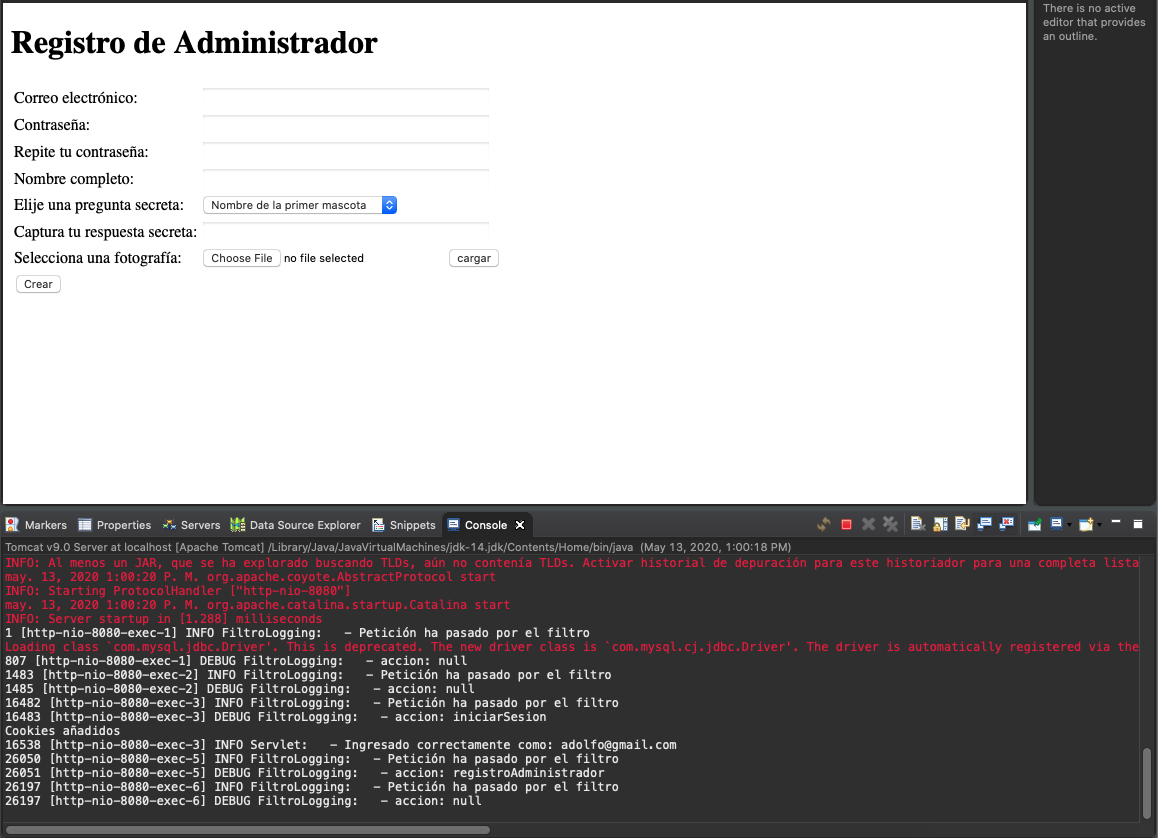 There is no active
editor that provides
an outline.
Registro de Administrador
Correo electrónico:
Contraseña:
Repite tu contraseña:
Nombre completo:
Elije una pregunta secreta: Nombre de la primer mascota
Captura tu respuesta secreta:
Selecciona una fotografía: Choose File no file selected cargar
Crear
Markers Properties Servers Data Source Explorer Snippets Console
Tomcat v9.0 Server at localhost [Apache Tomcat] /Library/Java/JavaVirtualMachines/jdk-14.jdk/Contents/Home/bin/java (May 13, 2020, 1:00:18 PM)
INFO: Al menos un JAR, que se ha explorado buscando TLDs, aún no contenía TLDs. Activar historial de depuración para este historiador para una completa lista
may. 13, 2020 1:00:20 P. M. org.apache.coyote.AbstractProtocol start
INFO: Starting ProtocolHandler ["http-nio-8080"]
may. 13, 2020 1:00:20 P. M. org.apache.catalina.startup.Catalina start
INFO: Server startup in [1.288] milliseconds
1 [http-nio-8080-exec-1] INFO FiltroLogging:   - Petición ha pasado por el filtro
Loading class `com.mysql.jdbc.Driver'. This is deprecated. The new driver class is `com.mysql.cj.jdbc.Driver'. The driver is automatically registered via the
807 [http-nio-8080-exec-1] DEBUG FiltroLogging:   - accion: null
1483 [http-nio-8080-exec-2] INFO FiltroLogging:   - Petición ha pasado por el filtro
1485 [http-nio-8080-exec-2] DEBUG FiltroLogging:   - accion: null
16482 [http-nio-8080-exec-3] INFO FiltroLogging:   - Petición ha pasado por el filtro
16483 [http-nio-8080-exec-3] DEBUG FiltroLogging:   - accion: iniciarSesion
Cookies añadidos
16538 [http-nio-8080-exec-3] INFO Servlet:   - Ingresado correctamente como: adolfo@gmail.com
26050 [http-nio-8080-exec-5] INFO FiltroLogging:   - Petición ha pasado por el filtro
26051 [http-nio-8080-exec-5] DEBUG FiltroLogging:   - accion: registroAdministrador
26197 [http-nio-8080-exec-6] INFO FiltroLogging:   - Petición ha pasado por el filtro
26197 [http-nio-8080-exec-6] DEBUG FiltroLogging:   - accion: null